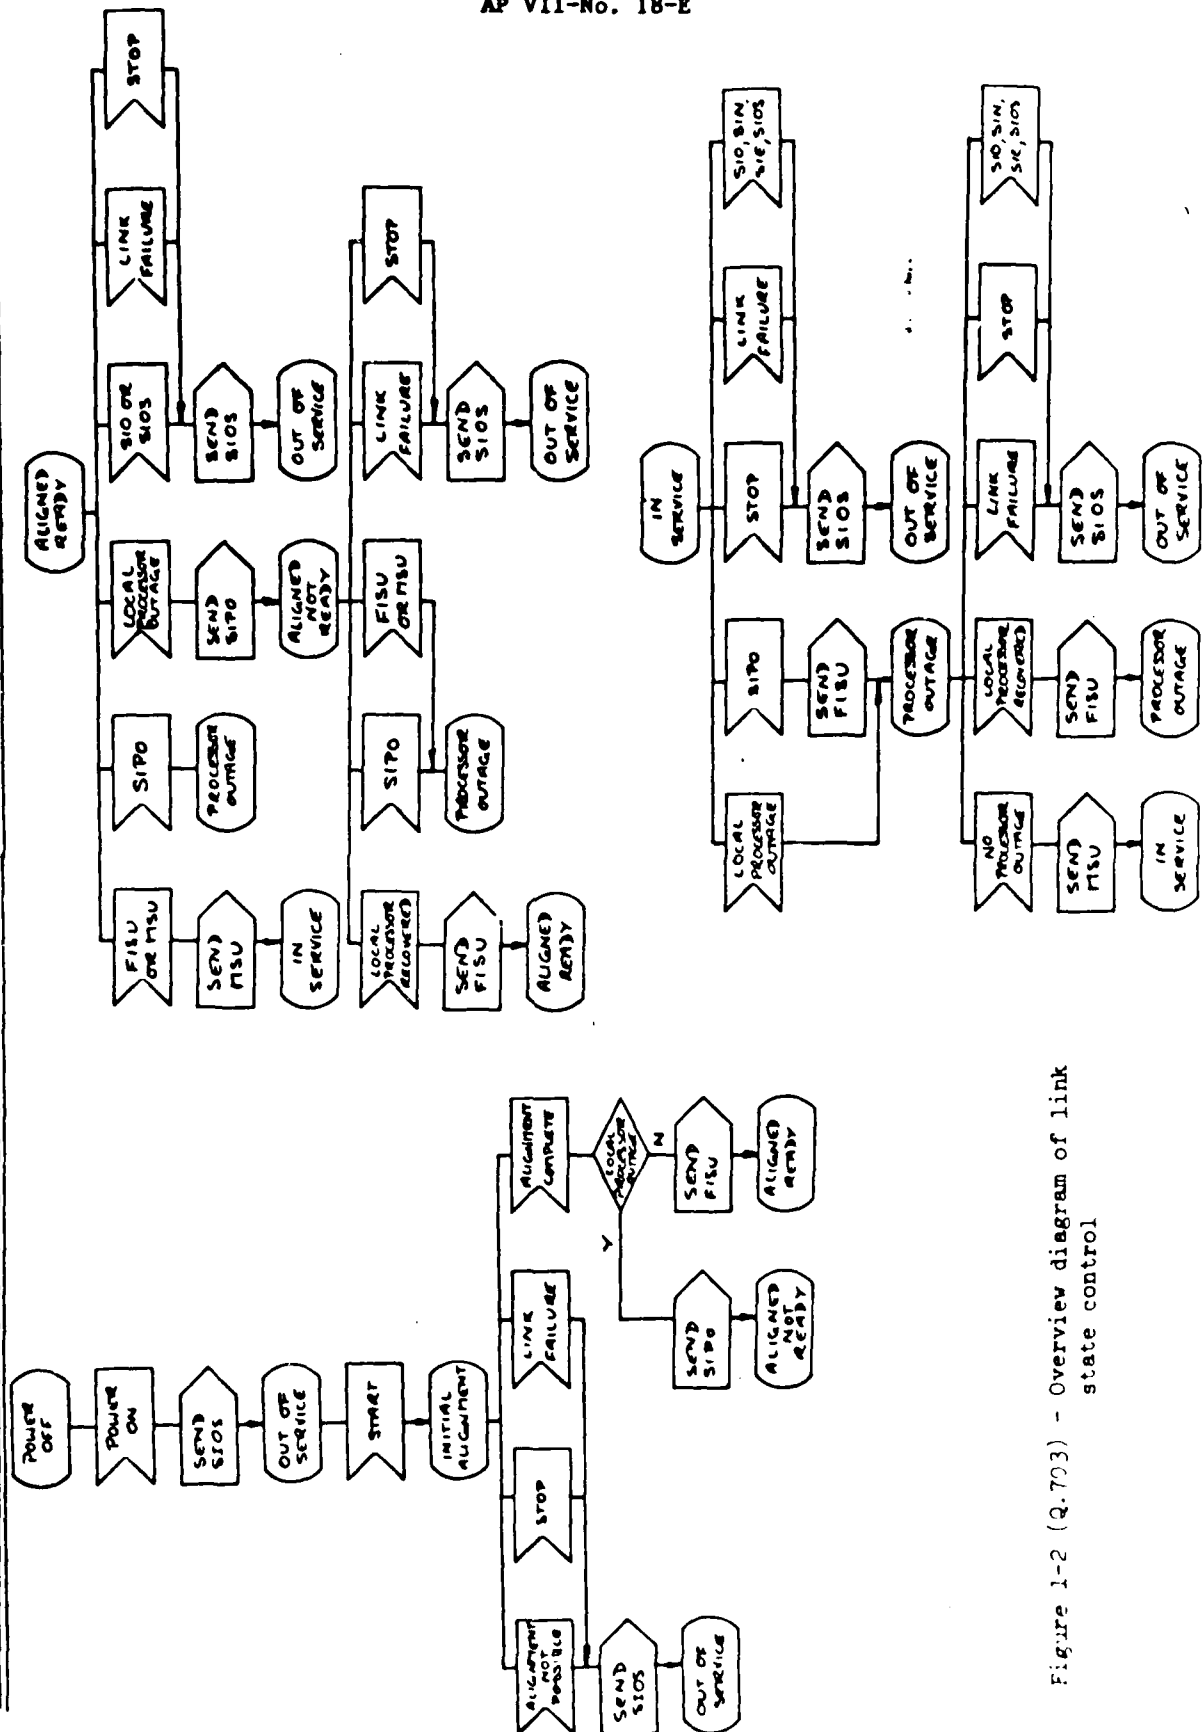 AP VII-No. 18-E
POWER
OFF
POWER
ON
SEND
SIOS
OUT OF
SERVICE
START
INITIAL
ALIGNMENT
ALIGNMENT
NOT
POSSIBLE
STOP
LINK
FAILURE
ALIGNMENT
COMPLETE
SEND
SIOS
OUT OF
SERVICE
LOCAL
PROCESSOR
OUTAGE
Y
N
SEND
SIPO
SEND
FISU
ALIGNED
NOT
READY
ALIGNED
READY
ALIGNED
READY
FISU
OR MSU
SIPO
LOCAL
PROCESSOR
OUTAGE
SIO OR
SIOS
LINK
FAILURE
STOP
SEND
MSU
PROCESSOR
OUTAGE
SEND
SIPO
SEND
SIOS
IN
SERVICE
ALIGNED
NOT
READY
OUT OF
SERVICE
LOCAL
PROCESSOR
RECOVERED
SIPO
FISU
OR MSU
LINK
FAILURE
STOP
SEND
FISU
PROCESSOR
OUTAGE
SEND
SIOS
ALIGNED
READY
OUT OF
SERVICE
IN
SERVICE
LOCAL
PROCESSOR
OUTAGE
SIPO
STOP
LINK
FAILURE
SIO, SIN,
SIE, SIOS
SEND
FISU
SEND
SIOS
PROCESSOR
OUTAGE
OUT OF
SERVICE
NO
PROCESSOR
OUTAGE
LOCAL
PROCESSOR
RECOVERED
LINK
FAILURE
STOP
SIO, SIN,
SIE, SIOS
SEND
MSU
SEND
FISU
SEND
SIOS
IN
SERVICE
PROCESSOR
OUTAGE
OUT OF
SERVICE
Figure 1-2 (Q.703) - Overview diagram of link
state control